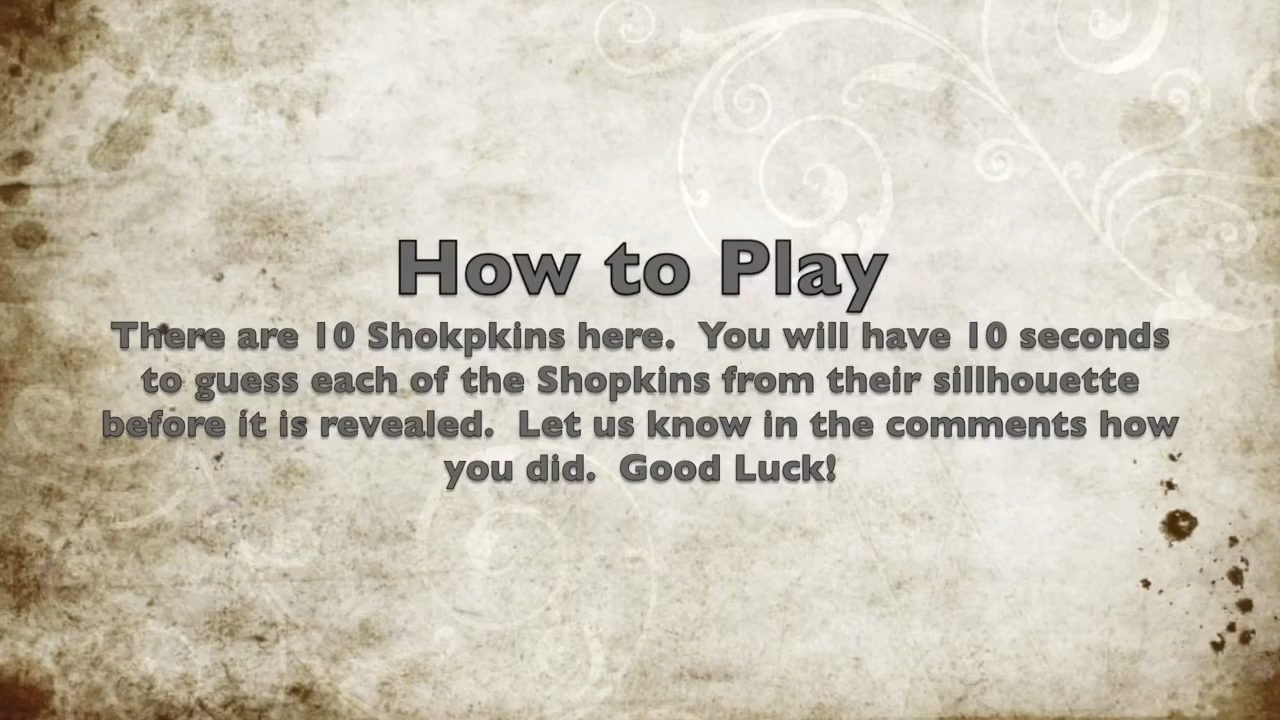 How to Play
There are 10 Shokpkins here.  You will have 10 seconds
to guess each of the Shopkins from their sillhouette
before it is revealed.  Let us know in the comments how
you did.  Good Luck!